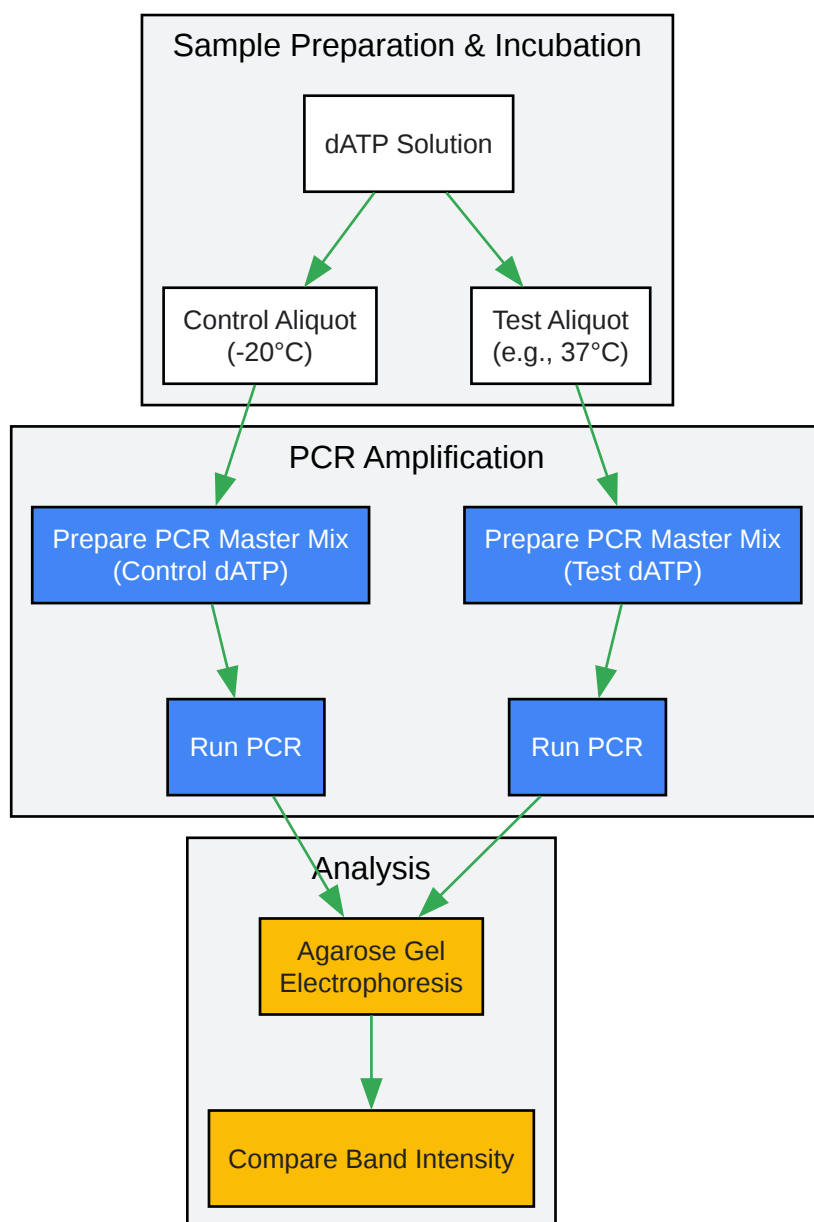 Sample Preparation & Incubation
dATP Solution
Control Aliquot
(-20°C)
Test Aliquot
(e.g., 37°C)
PCR Amplification
Prepare PCR Master Mix
(Control dATP)
Prepare PCR Master Mix
(Test dATP)
Run PCR
Run PCR
Analysis
Agarose Gel
Electrophoresis
Compare Band Intensity